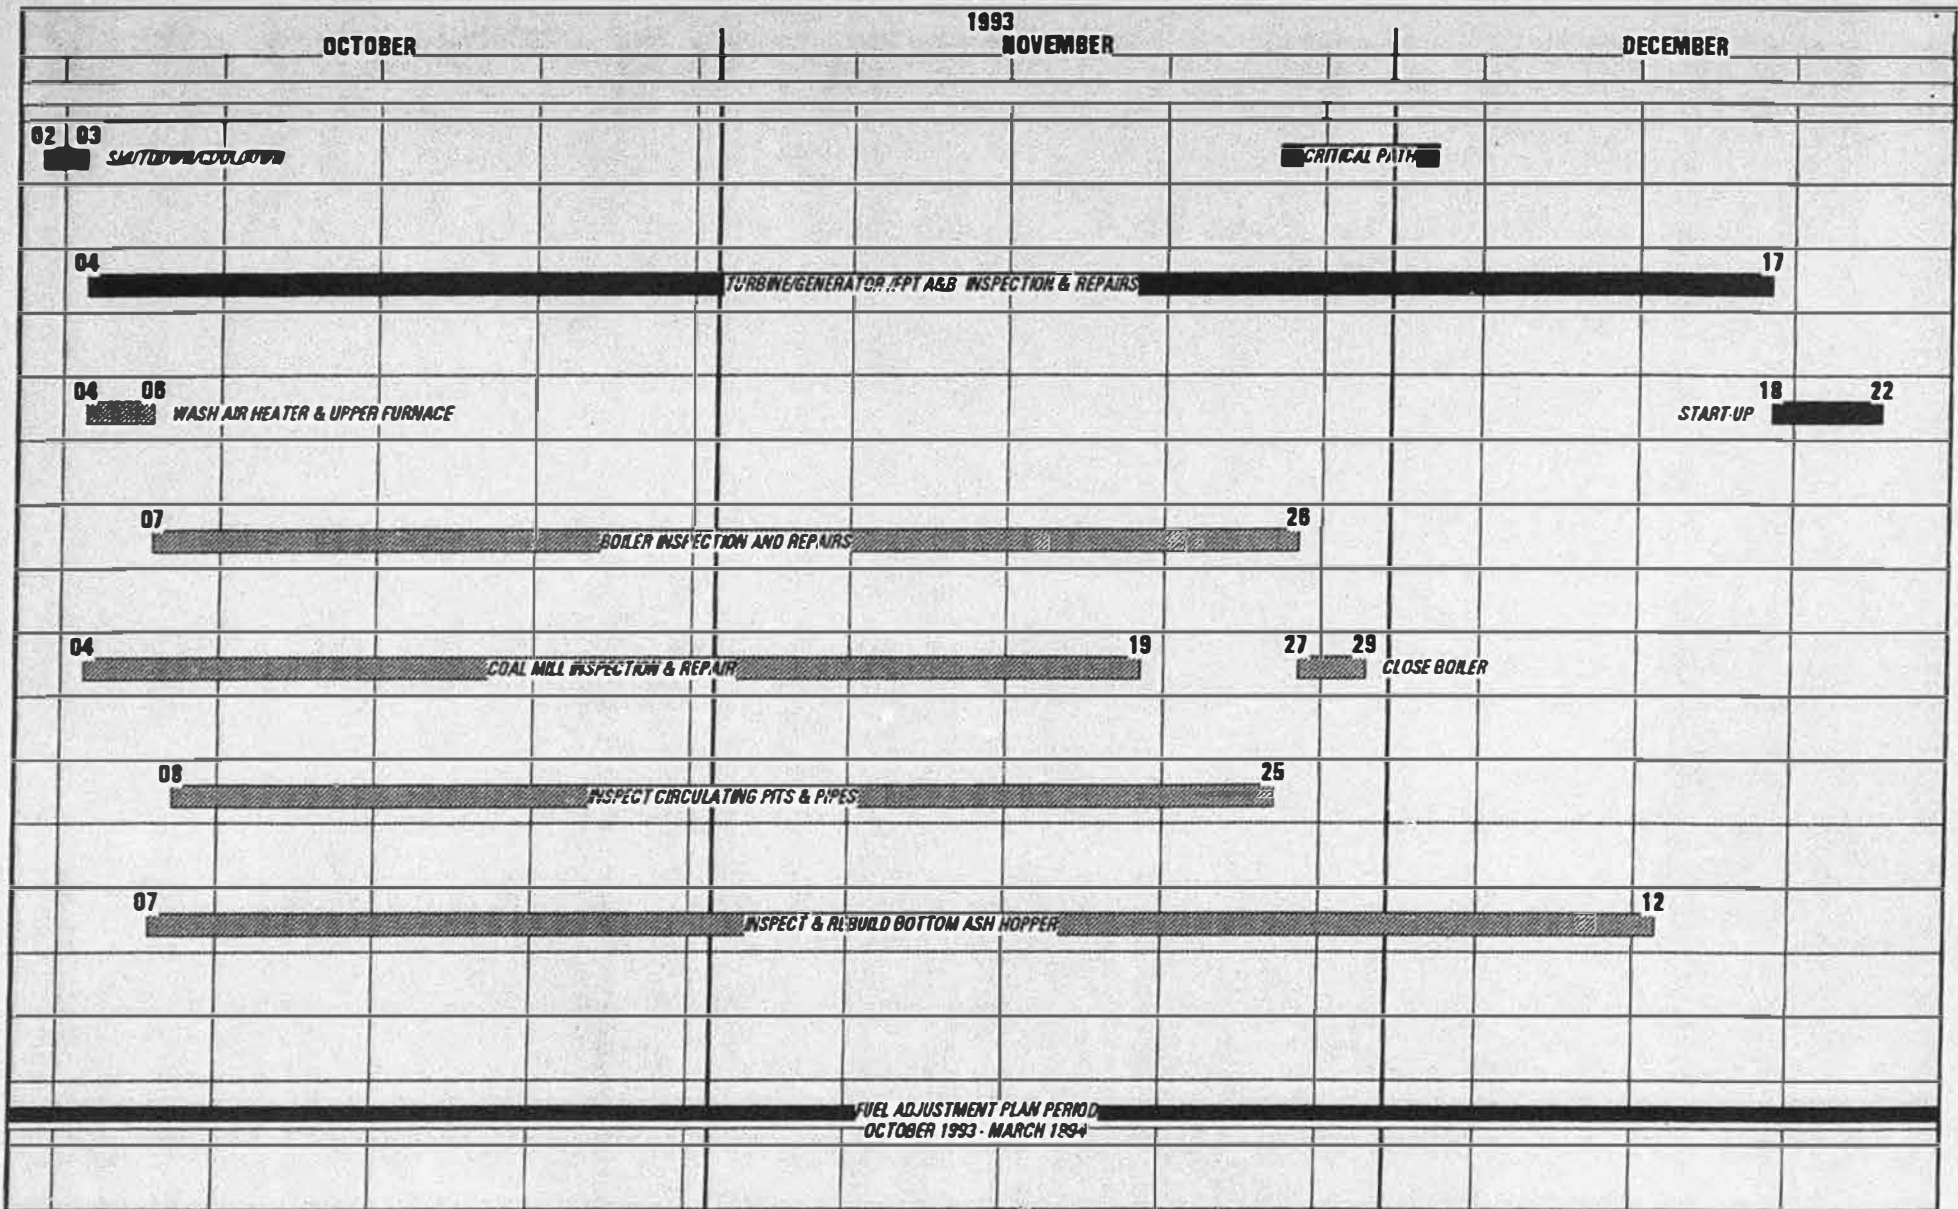 1993
OCTOBER NOVEMBER DECEMBER
02 03 SHUTDOWN/COOLDOWN CRITICAL PATH
04 17
TURBINE/GENERATOR /FPT A&B INSPECTION & REPAIRS
04 06 18 22
WASH AIR HEATER & UPPER FURNACE START-UP
07 26
BOILER INSPECTION AND REPAIRS
04 19 27 29
COAL MILL INSPECTION & REPAIR CLOSE BOILER
08 25
INSPECT CIRCULATING PITS & PIPES
07 12
INSPECT & REBUILD BOTTOM ASH HOPPER
FUEL ADJUSTMENT PLAN PERIOD
OCTOBER 1993 - MARCH 1994